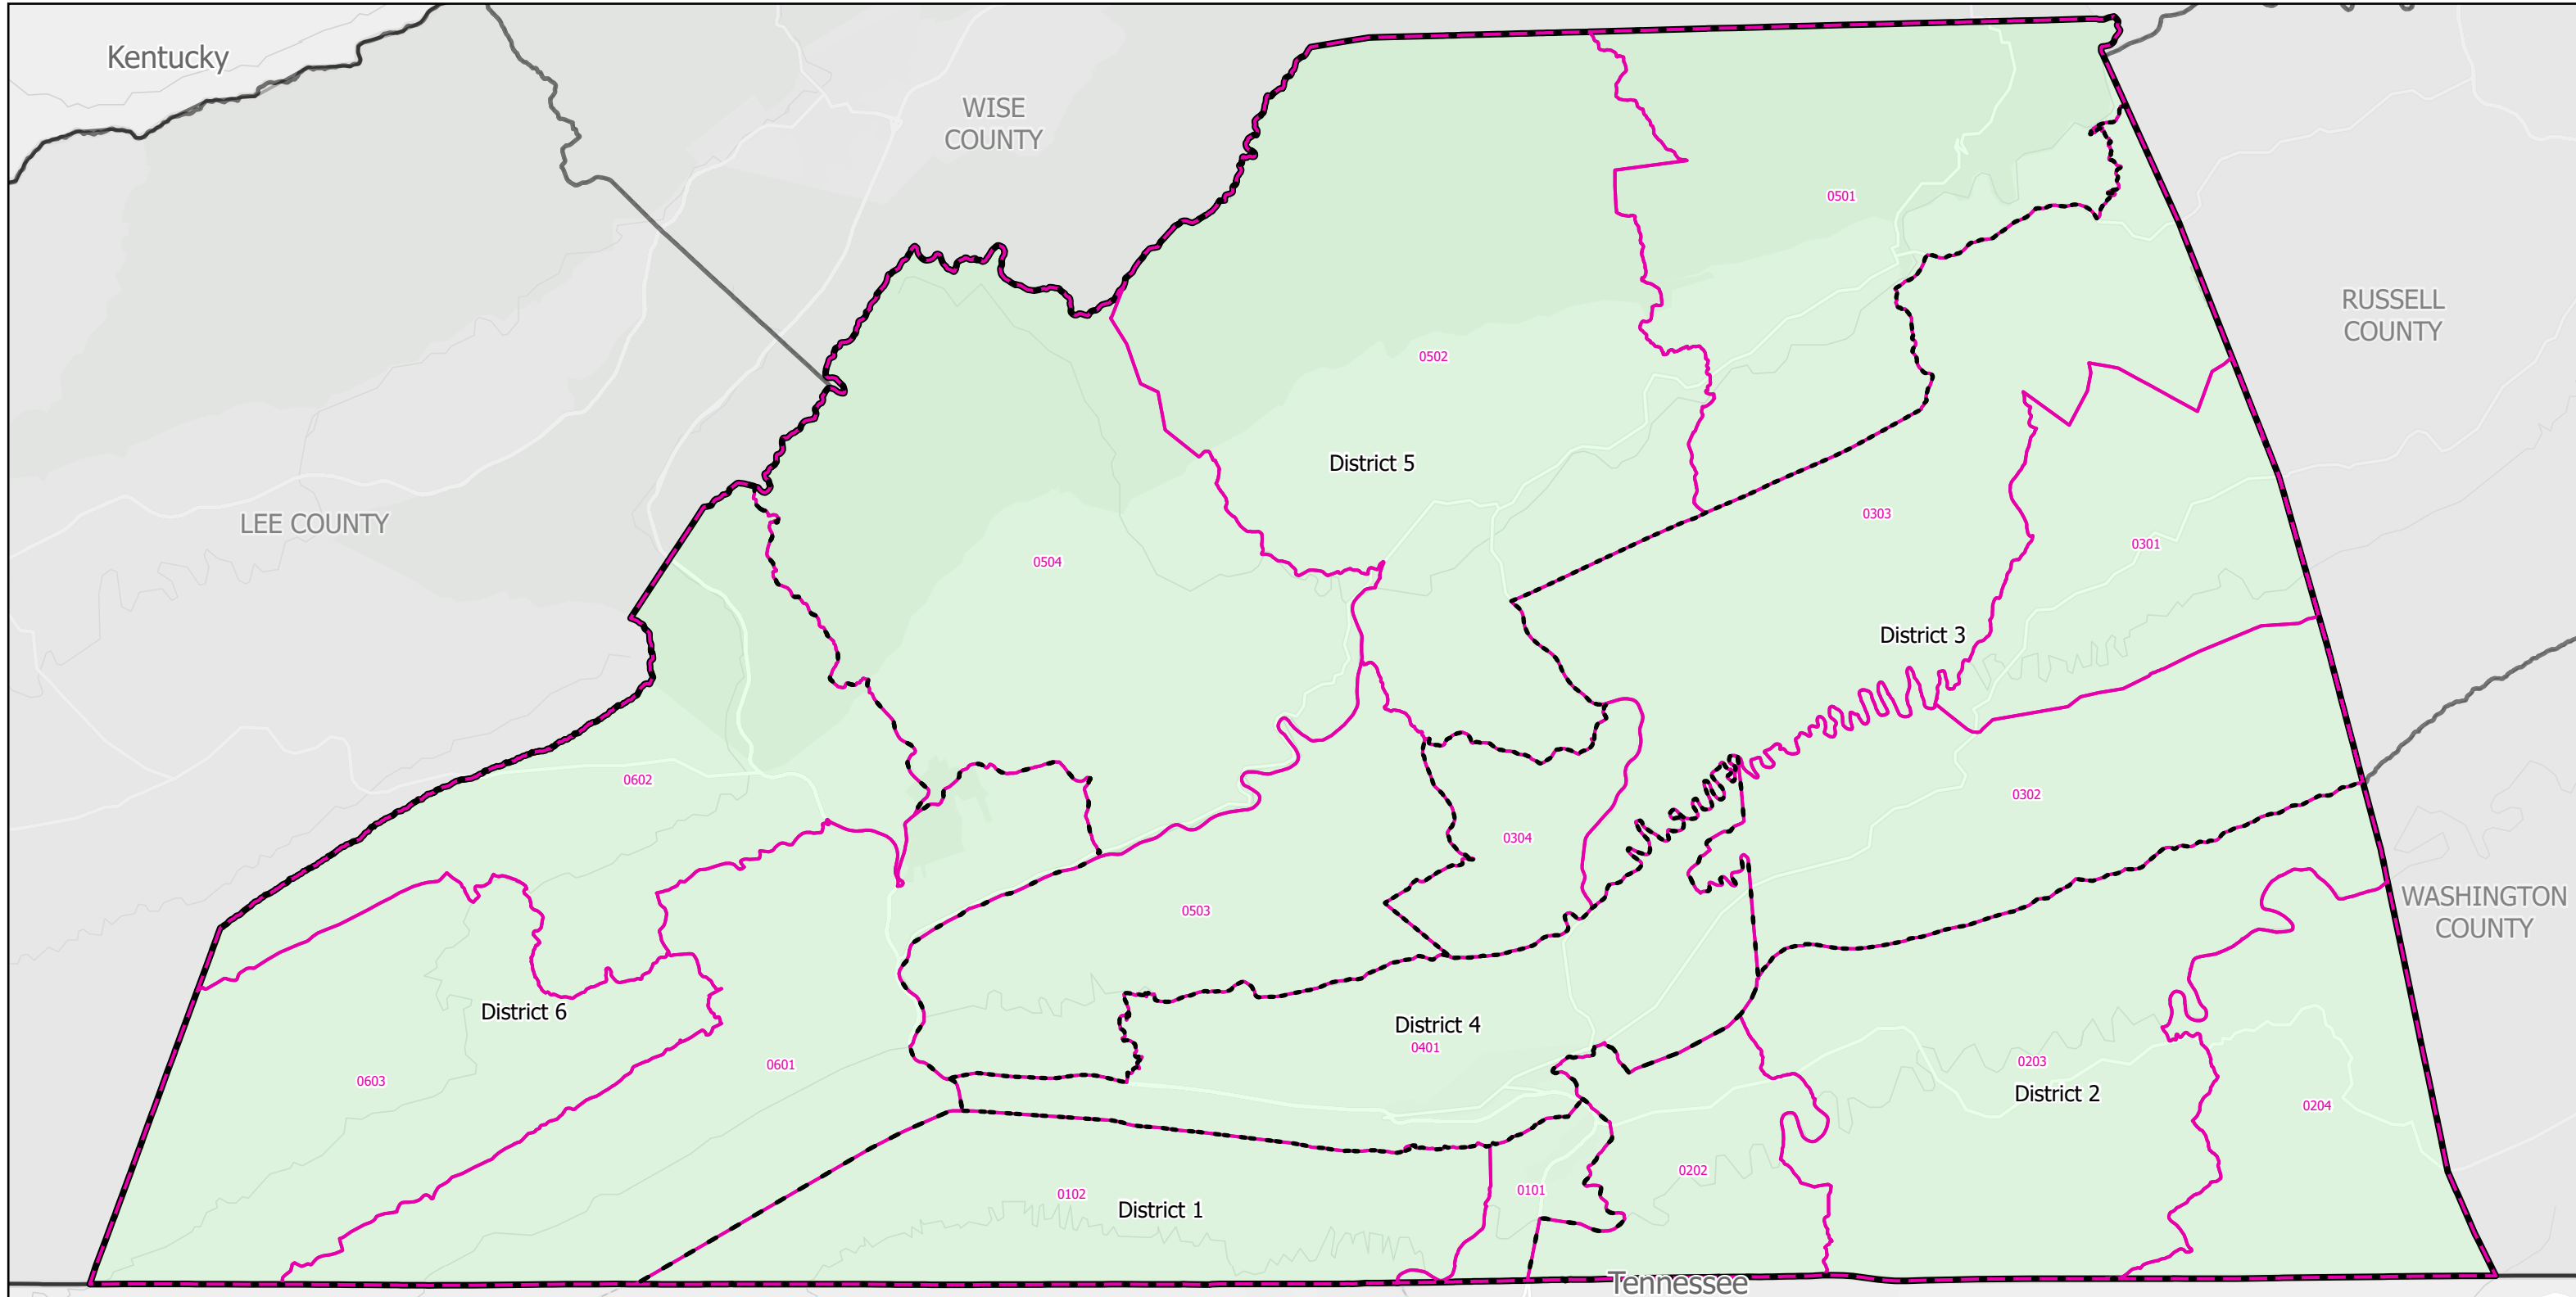 Kentucky
WISE
COUNTY
0501
RUSSELL
COUNTY
0502
District 5
LEE COUNTY
0303
0301
0504
District 3
0602
0302
0304
WASHINGTON
COUNTY
0503
District 6
District 4
0401
0601
0203
0603
District 2
0204
0202
0101
0102
District 1
Tennessee